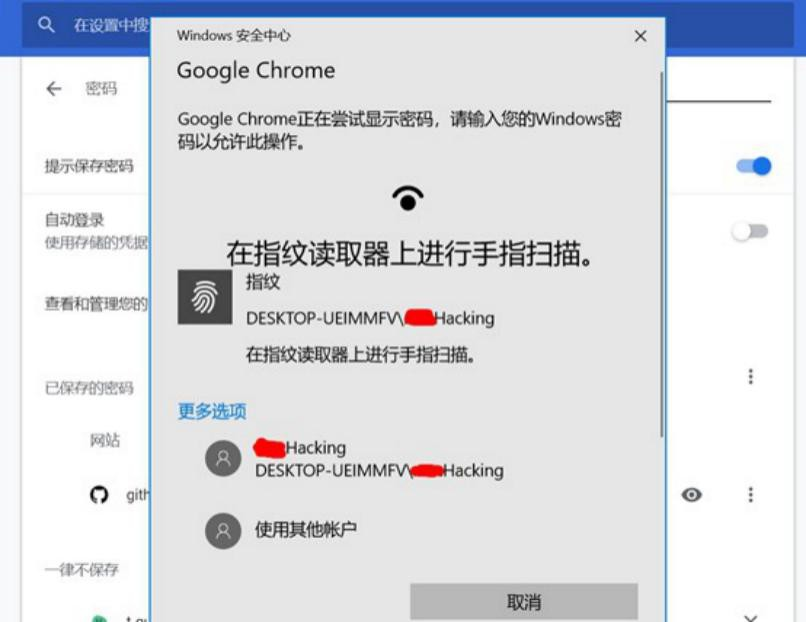 在设置中搜
Windows 安全中心
Google Chrome
密码
Google Chrome正在尝试显示密码，请输入您的Windows密
码以允许此操作。
提示保存密码
自动登录
使用存储的凭据
在指纹读取器上进行手指扫描。
指纹
查看和管理您的
DESKTOP-UEIMMFV\
Hacking
在指纹读取器上进行手指扫描。
已保存的密码
更多选项
网站
Hacking
DESKTOP-UEIMMFV\
Hacking
gith
使用其他帐户
一律不保存
取消